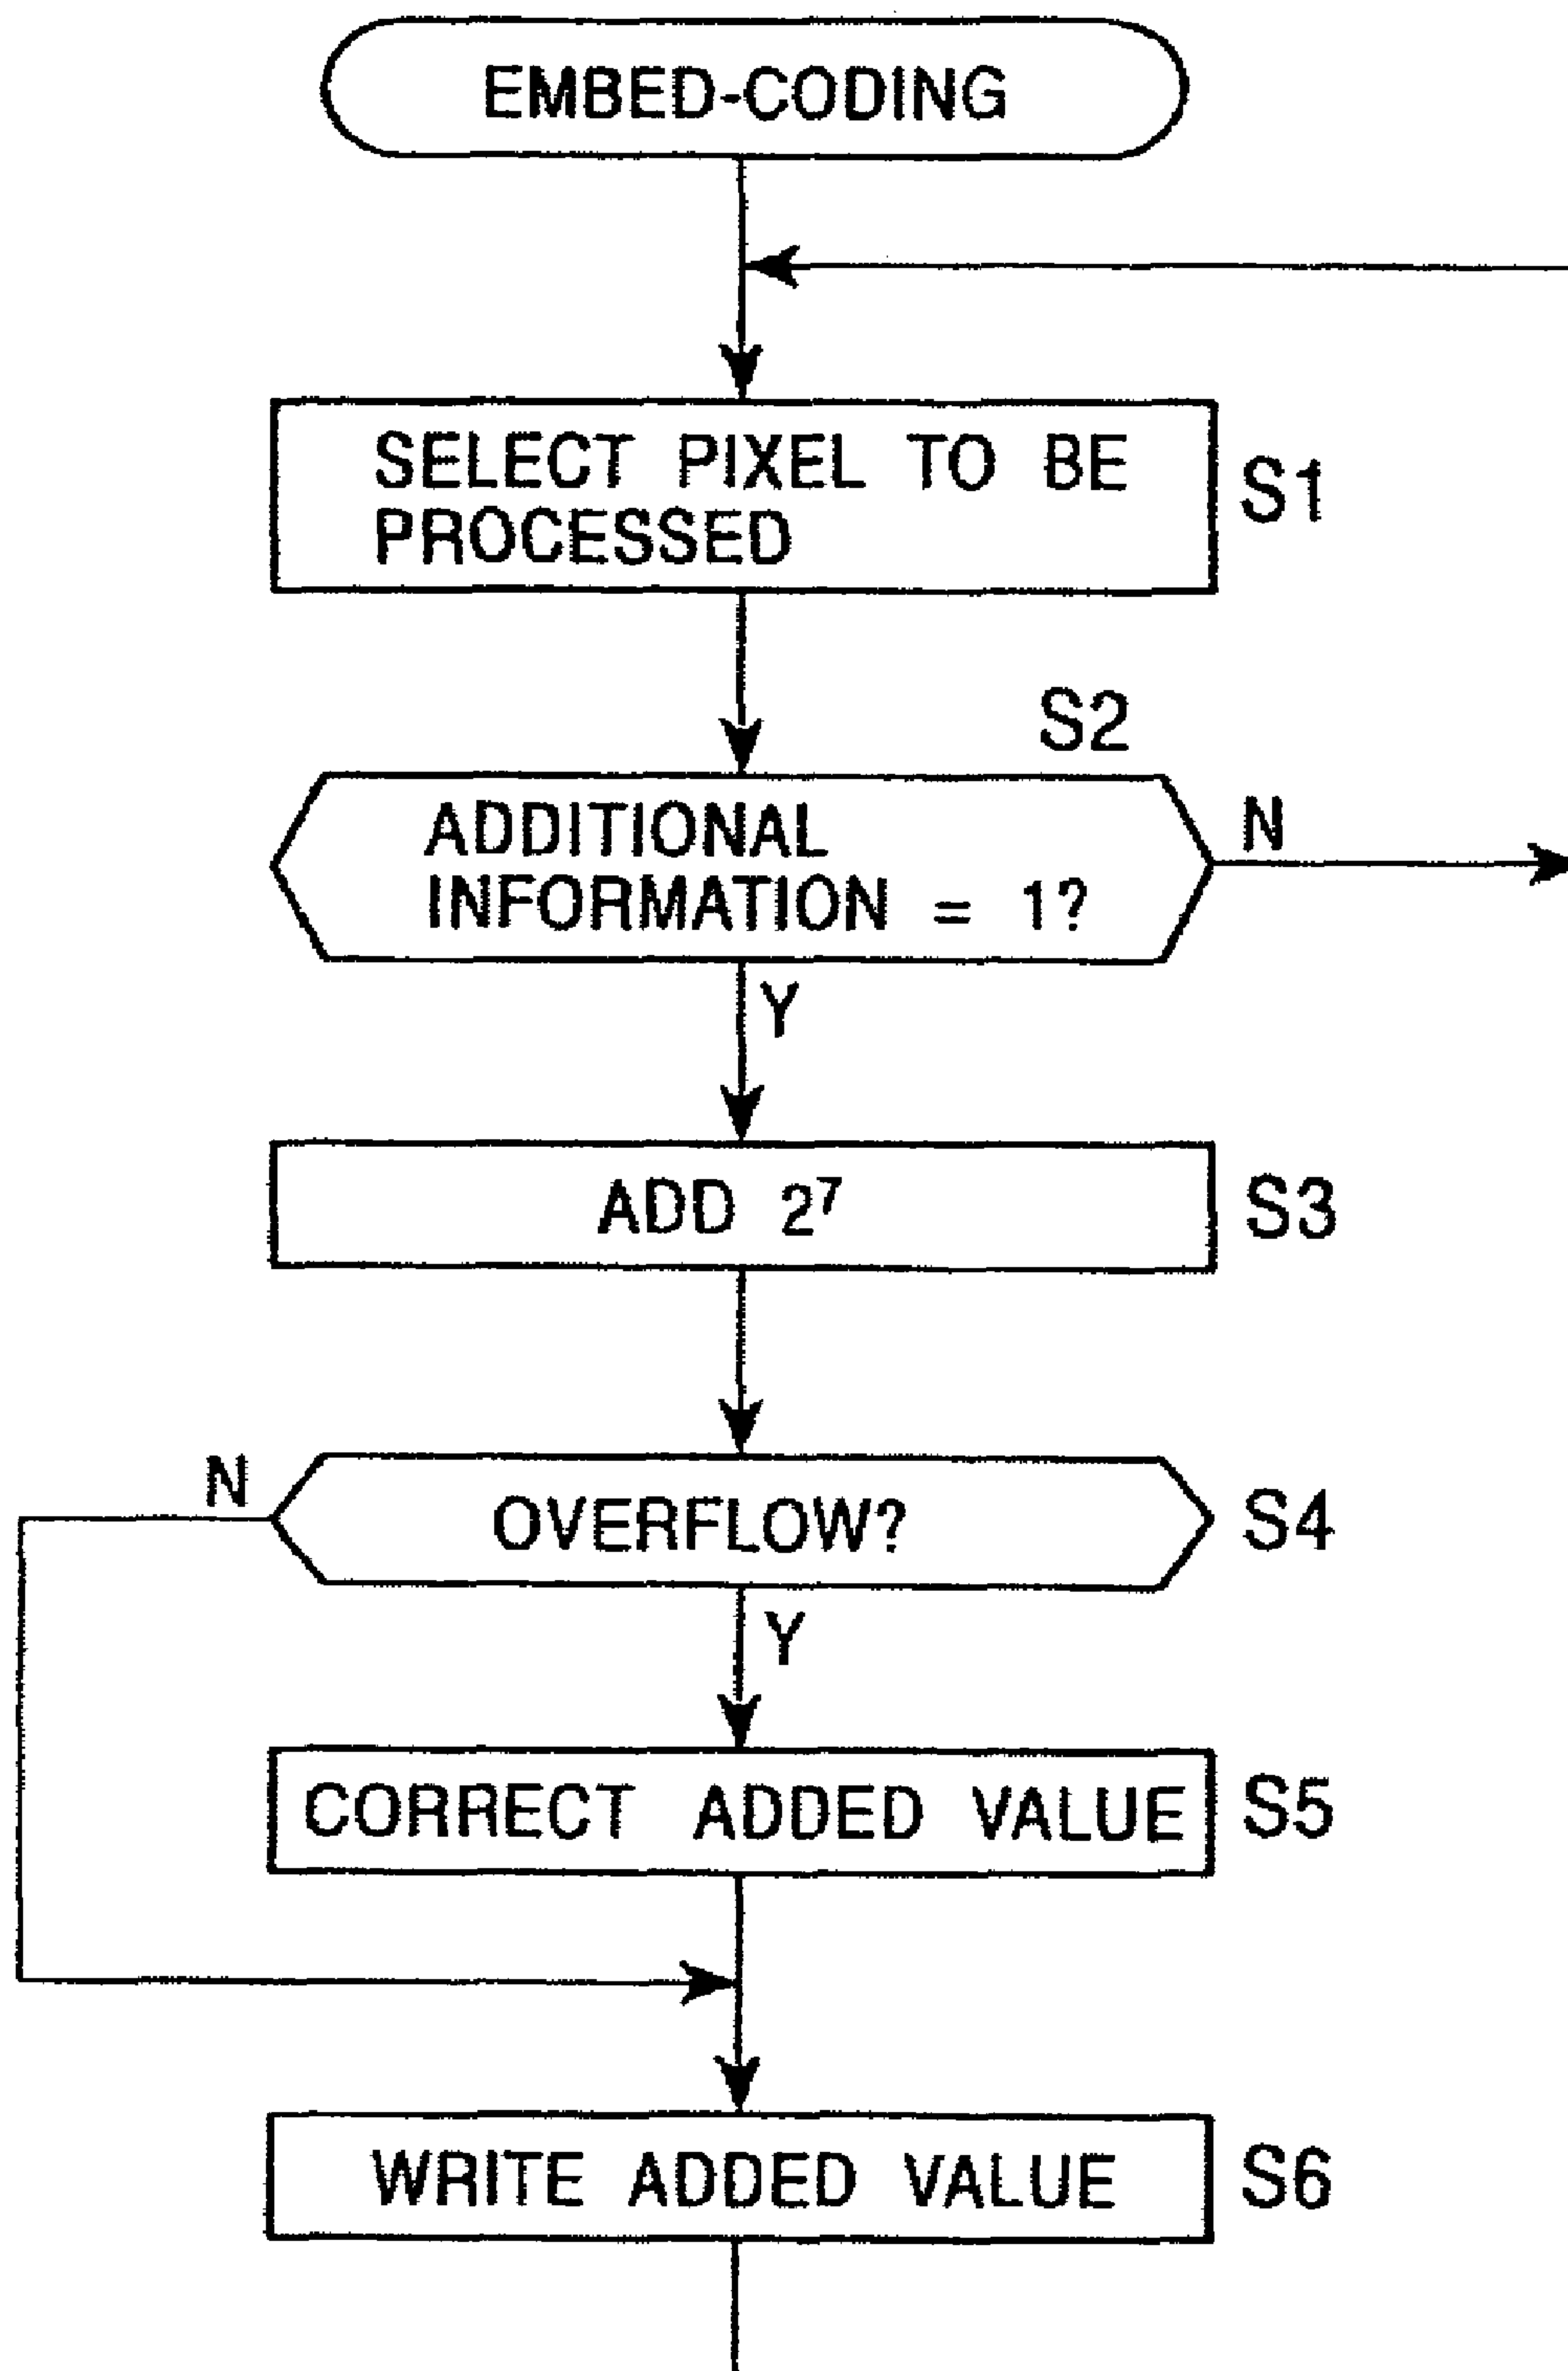 EMBED-CODING
SELECT PIXEL TO BE
PROCESSED
S1
S2
ADDITIONAL
INFORMATION = 1?
N
Y
ADD 2⁷
S3
N
OVERFLOW?
S4
Y
CORRECT ADDED VALUE
S5
WRITE ADDED VALUE
S6